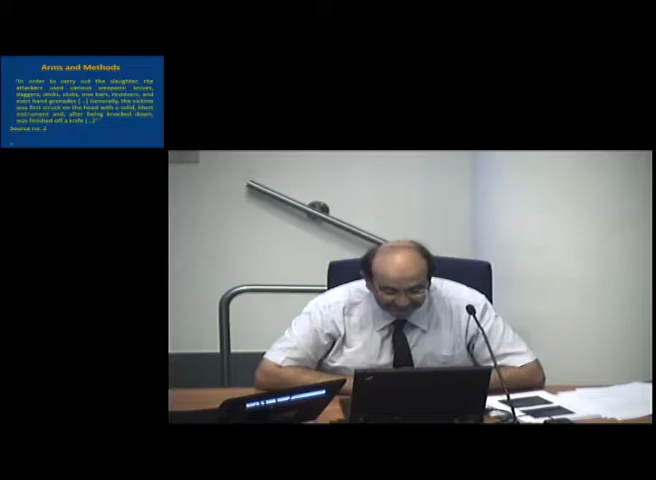 Arms and Methods
"In order to carry out the slaughter, the
attackers used various weapons: knives,
daggers, sticks, clubs, iron bars, revolvers, and
even hand grenades [...] Generally, the victims
was first struck on the head with a solid, blunt
instrument and, after being knocked down,
was finished off a knife [...]"
Source no. 2